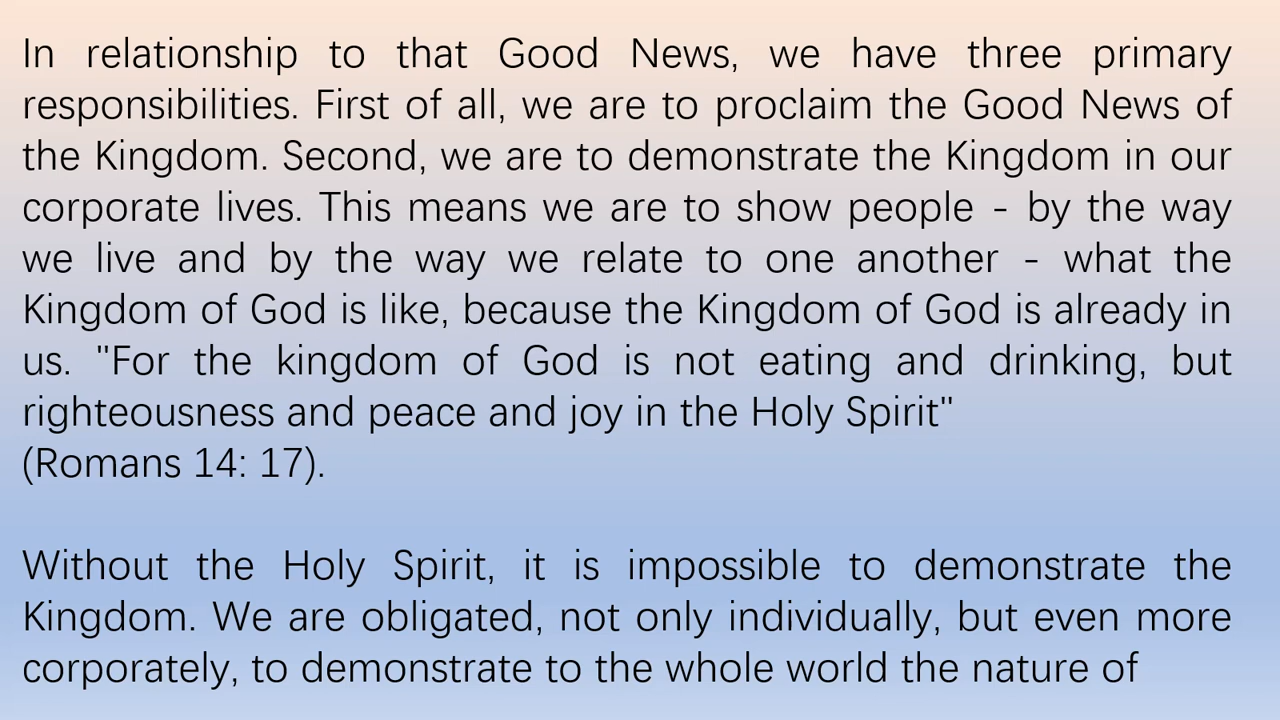 In relationship to that Good News, we have three primary
responsibilities. First of all, we are to proclaim the Good News of
the Kingdom. Second, we are to demonstrate the Kingdom in our
corporate lives. This means we are to show people - by the way
we live and by the way we relate to one another - what the
Kingdom of God is like, because the Kingdom of God is already in
us. "For the kingdom of God is not eating and drinking, but
righteousness and peace and joy in the Holy Spirit"
(Romans 14: 17).
Without the Holy Spirit, it is impossible to demonstrate the
Kingdom. We are obligated, not only individually, but even more
corporately, to demonstrate to the whole world the nature of